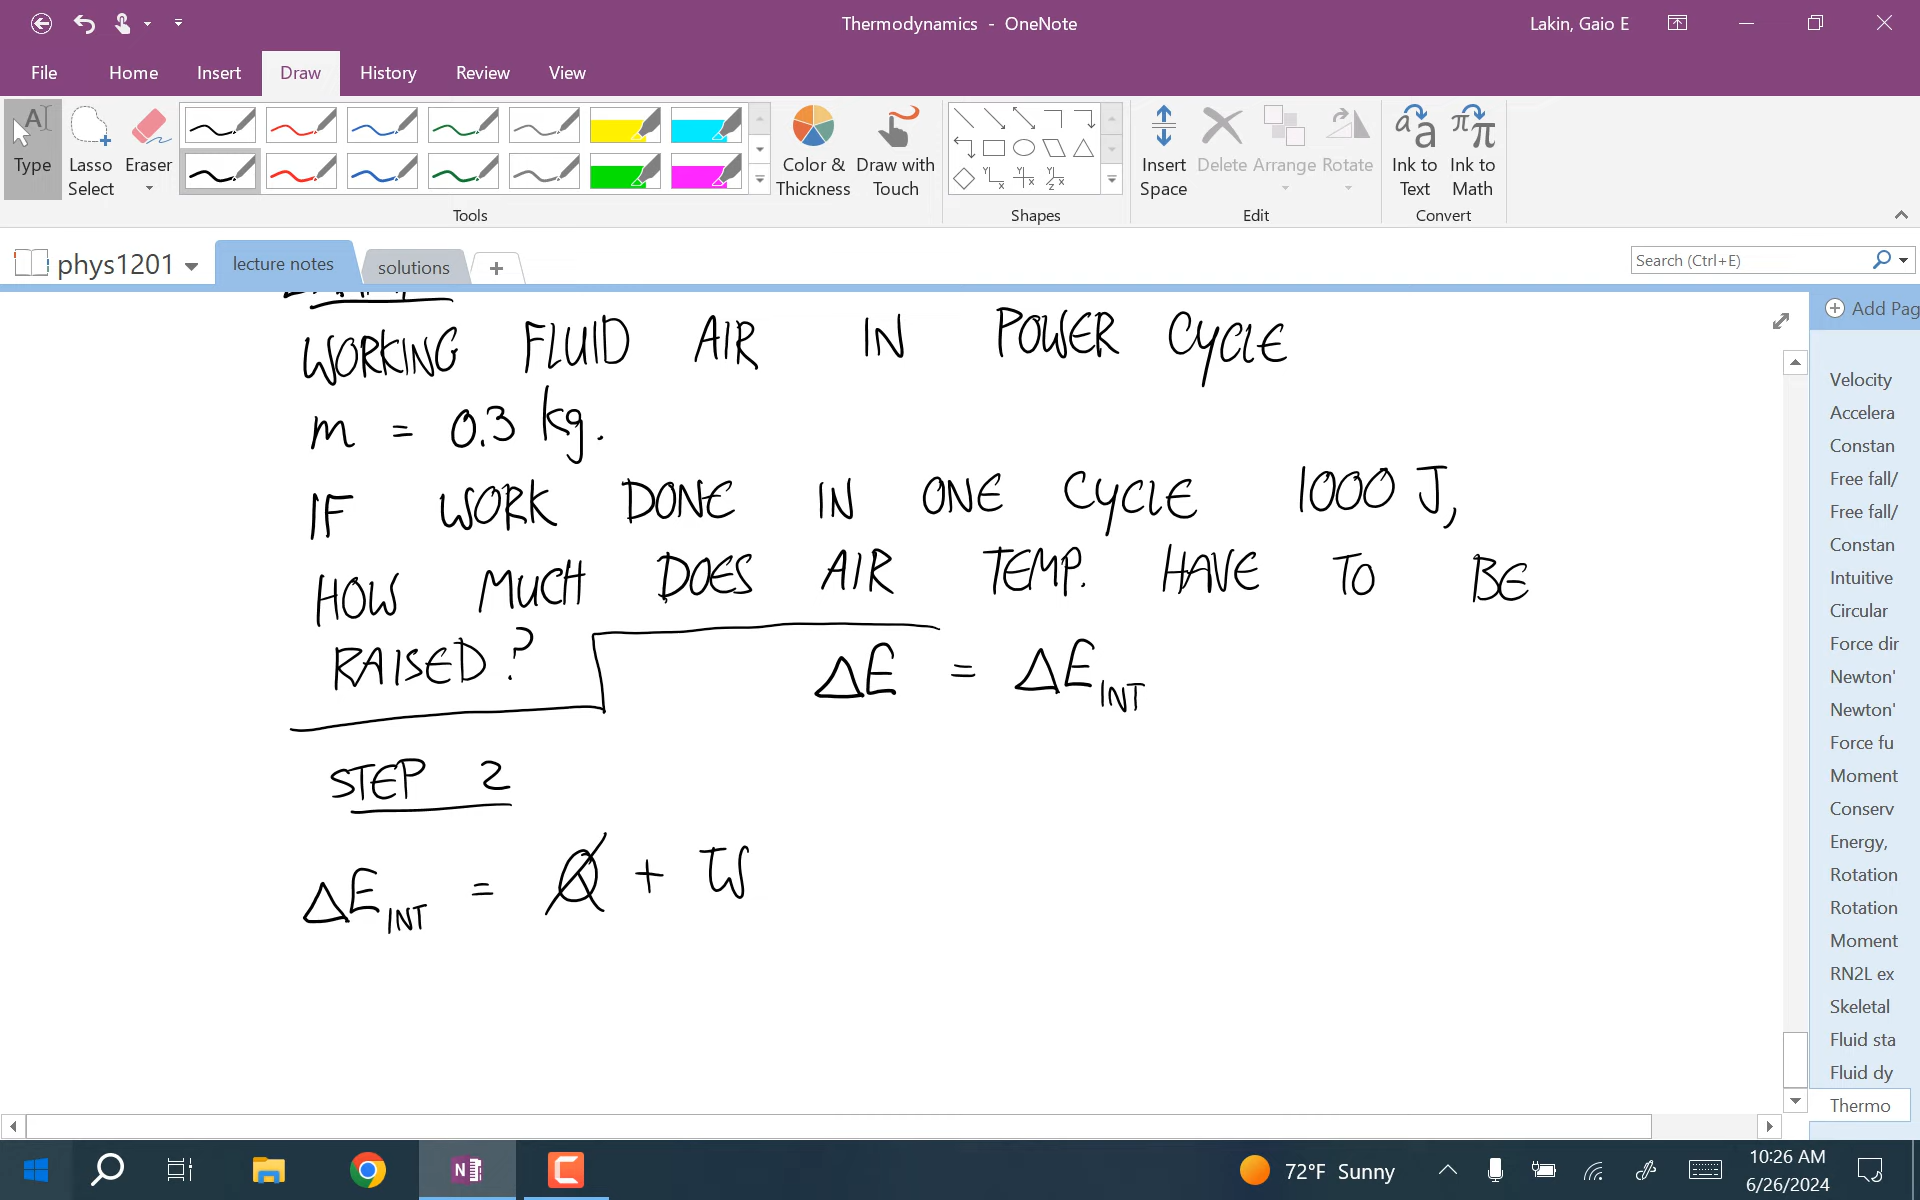 Thermodynamics - OneNote
Lakin, Gaio E
File Home Insert Draw History Review View
Type
Lasso Select
Eraser
Color & Thickness
Draw with Touch
Insert Space
Delete
Arrange
Rotate
Ink to Text
Ink to Math
Tools
Shapes
Edit
Convert
phys1201
lecture notes
solutions
Search (Ctrl+E)
WORKING FLUID AIR IN POWER CYCLE
m = 0.3 kg.
IF WORK DONE IN ONE CYCLE 1000 J,
HOW MUCH DOES AIR TEMP. HAVE TO BE
RAISED?
ΔE = ΔE INT
STEP 2
ΔE INT = Q + W
Add Pag
Velocity
Accelera
Constan
Free fall/
Free fall/
Constan
Intuitive
Circular
Force dir
Newton'
Newton'
Force fu
Moment
Conserv
Energy,
Rotation
Rotation
Moment
RN2L ex
Skeletal
Fluid sta
Fluid dy
Thermo
72°F Sunny
10:26 AM
6/26/2024